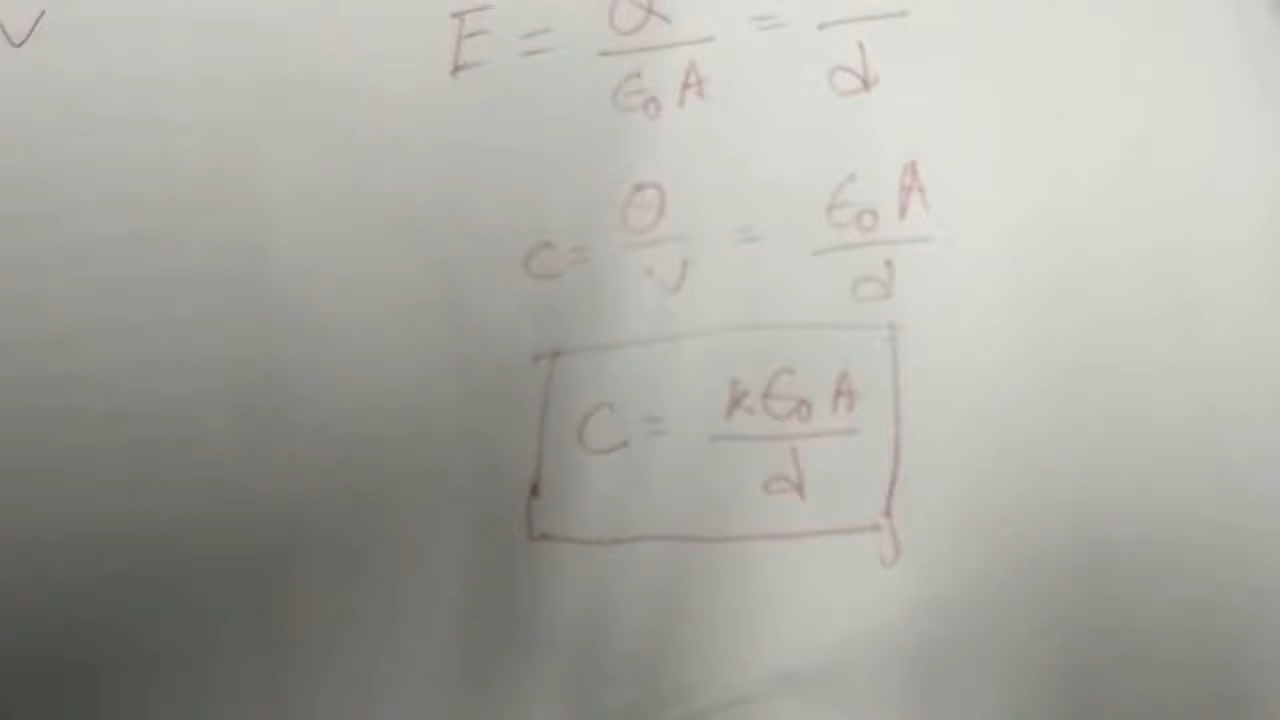 V
E = Q / ε₀A = / d
C = Q / V = ε₀A / d
C = kε₀A / d